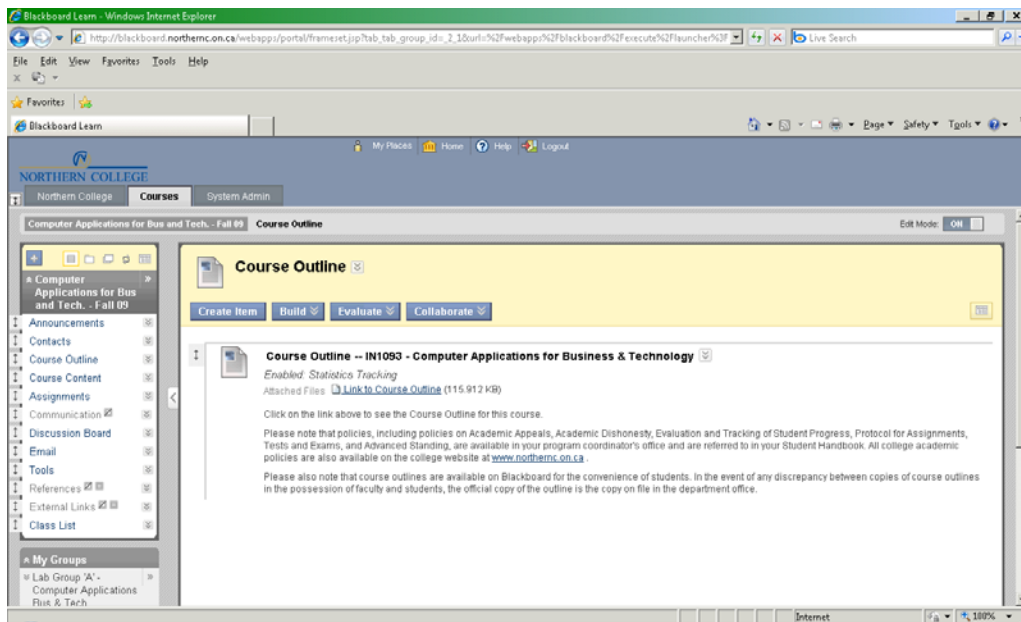 Blackboard Learn - Windows Internet Explorer
http://blackboard.northernc.on.ca/webapps/portal/frameset.jsp?tab_tab_group_id=_2_1&url=%2Fwebapps%2Fblackboard%2Fexecute%2Flauncher%3F
Live Search
File Edit View Favorites Tools Help
X
Favorites
Blackboard Learn
Page Safety Tools
My Places Home Help Logout
NORTHERN COLLEGE
Northern College Courses System Admin
Computer Applications for Bus and Tech. - Fall 09 Course Outline
Edit Mode: ON
Computer
Applications for Bus
and Tech. - Fall 09
Announcements
Contacts
Course Outline
Course Content
Assignments
Communication
Discussion Board
Email
Tools
References
External Links
Class List
My Groups
Lab Group 'A' -
Computer Applications
Bus & Tech
Course Outline
Create Item Build Evaluate Collaborate
Course Outline -- IN1093 - Computer Applications for Business & Technology
Enabled: Statistics Tracking
Attached Files Link to Course Outline (115.912 KB)
Click on the link above to see the Course Outline for this course.
Please note that policies, including policies on Academic Appeals, Academic Dishonesty, Evaluation and Tracking of Student Progress, Protocol for Assignments,
Tests and Exams, and Advanced Standing, are available in your program coordinator's office and are referred to in your Student Handbook. All college academic
policies are also available on the college website at www.northernc.on.ca .
Please also note that course outlines are available on Blackboard for the convenience of students. In the event of any discrepancy between copies of course outlines
in the possession of faculty and students, the official copy of the outline is the copy on file in the department office.
Internet 100%